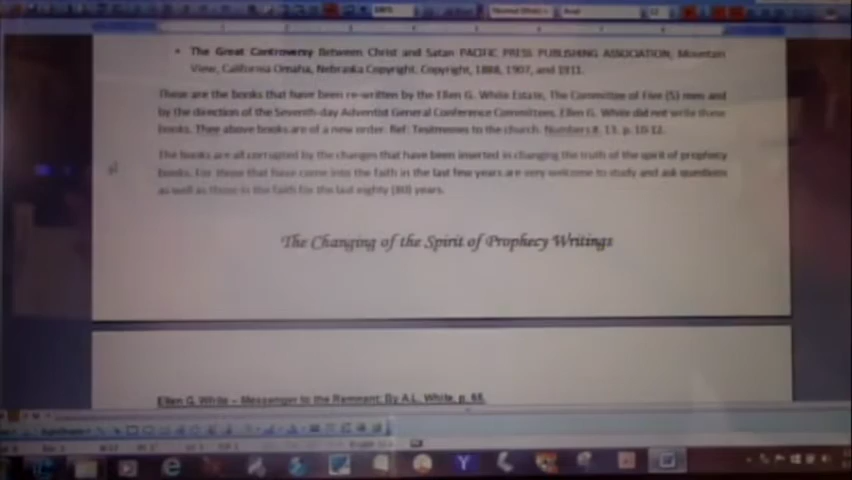 • The Great Controversy Between Christ and Satan PACIFIC PRESS PUBLISHING ASSOCIATION, Mountain
View, California Omaha, Nebraska Copyright. Copyright, 1888, 1907, and 1911.
These are the books that have been re-written by the Ellen G. White Estate, The Committee of Five (5) men and
by the direction of the Seventh-day Adventist General Conference Committees. Ellen G. White did not write these
books. They above books are of a new order. Ref: Testimonies to the church. Numbers #. 13, p. 10-12.
The books are all corrupted by the changes that have been inserted in changing the truth of the spirit of prophecy
books. For those that have come into the faith in the last few years are very welcome to study and ask questions
as well as those in the faith for the last eighty (80) years.
The Changing of the Spirit of Prophecy Writings
Ellen G. White – Messenger to the Remnant; By A.L. White, p. 66.